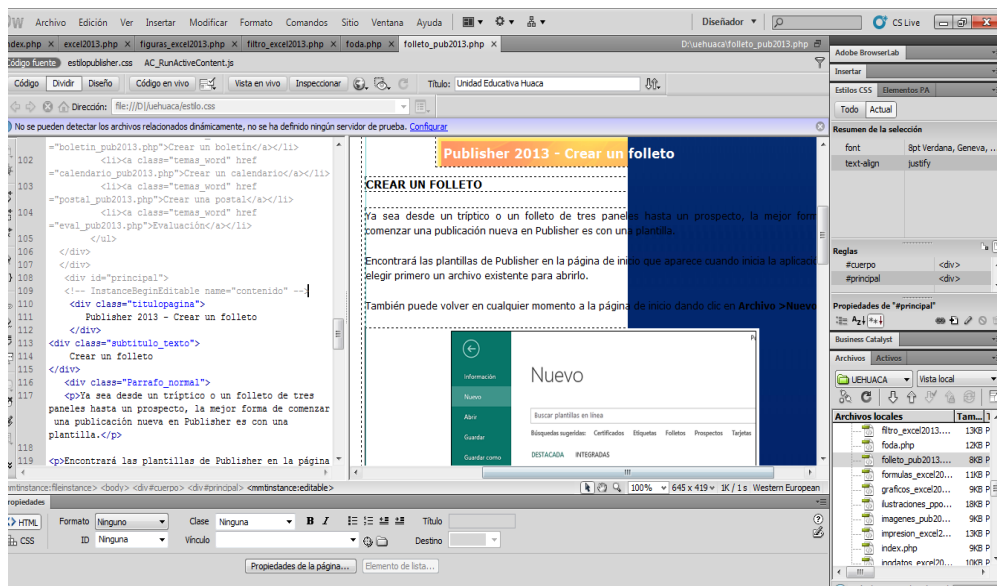 W Archivo Edición Ver Insertar Modificar Formato Comandos Sitio Ventana Ayuda Diseñador CS Live
ndex.php × excel2013.php × figuras_excel2013.php × filtro_excel2013.php × foda.php × folleto_pub2013.php × D:\uehuaca\folleto_pub2013.php
Código fuente estilopublisher.css AC_RunActiveContent.js
Código Dividir Diseño Código en vivo Vista en vivo Inspeccionar Título: Unidad Educativa Huaca
Dirección: file:///D|/uehuaca/estilo.css
No se pueden detectar los archivos relacionados dinámicamente, no se ha definido ningún servidor de prueba. Configurar
="boletin_pub2013.php">Crear un boletín</a></li>
102 <li><a class="temas_word" href
="calendario_pub2013.php">Crear un calendario</a></li>
103 <li><a class="temas_word" href
="postal_pub2013.php">Crear una postal</a></li>
104 <li><a class="temas_word" href
="eval_pub2013.php">Evaluación</a></li>
105 </ul>
106 </div>
107 </div>
108 <div id="principal">
109 <!-- InstanceBeginEditable name="contenido" -->
110 <div class="titulopagina">
111 Publisher 2013 - Crear un folleto
112 </div>
113 <div class="subtitulo_texto">
114 Crear un folleto
115 </div>
116 <div class="Parrafo_normal">
117 <p>Ya sea desde un tríptico o un folleto de tres
paneles hasta un prospecto, la mejor forma de comenzar
una publicación nueva en Publisher es con una
plantilla.</p>
118
119 <p>Encontrará las plantillas de Publisher en la página
Publisher 2013 - Crear un folleto
CREAR UN FOLLETO
Ya sea desde un tríptico o un folleto de tres paneles hasta un prospecto, la mejor form
comenzar una publicación nueva en Publisher es con una plantilla.
Encontrará las plantillas de Publisher en la página de inicio que aparece cuando inicia la aplicac
elegir primero un archivo existente para abrirlo.
También puede volver en cualquier momento a la página de inicio dando clic en Archivo >Nuevo
Información
Nuevo
Abrir
Guardar
Guardar como
Nuevo
Buscar plantillas en línea
Búsquedas sugeridas: Certificados Etiquetas Folletos Prospectos Tarjetas
DESTACADA INTEGRADAS
<mmtinstance:fileinstance> <body> <div#cuerpo> <div#principal> <mmtinstance:editable> 100% 645 x 419 1K / 1 s Western European
Propiedades
HTML Formato Ninguno Clase Ninguna B I Título
CSS ID Ninguna Vínculo Destino
Propiedades de la página... Elemento de lista...
Adobe BrowserLab
Insertar
Estilos CSS Elementos PA
Todo Actual
Resumen de la selección
font 8pt Verdana, Geneva, ...
text-align justify
Reglas
#cuerpo <div>
#principal <div>
Propiedades de "#principal"
Business Catalyst
Archivos Activos
UEHUACA Vista local
Archivos locales Tam...
filtro_excel2013.... 13KB P
foda.php 12KB P
folleto_pub2013.... 8KB P
formulas_excel20... 11KB P
graficos_excel20... 9KB P
ilustraciones_ppo... 18KB P
imagenes_pub20... 9KB P
impresion_excel2... 13KB P
index.php 9KB P
inodatos_excel20... 10KB P